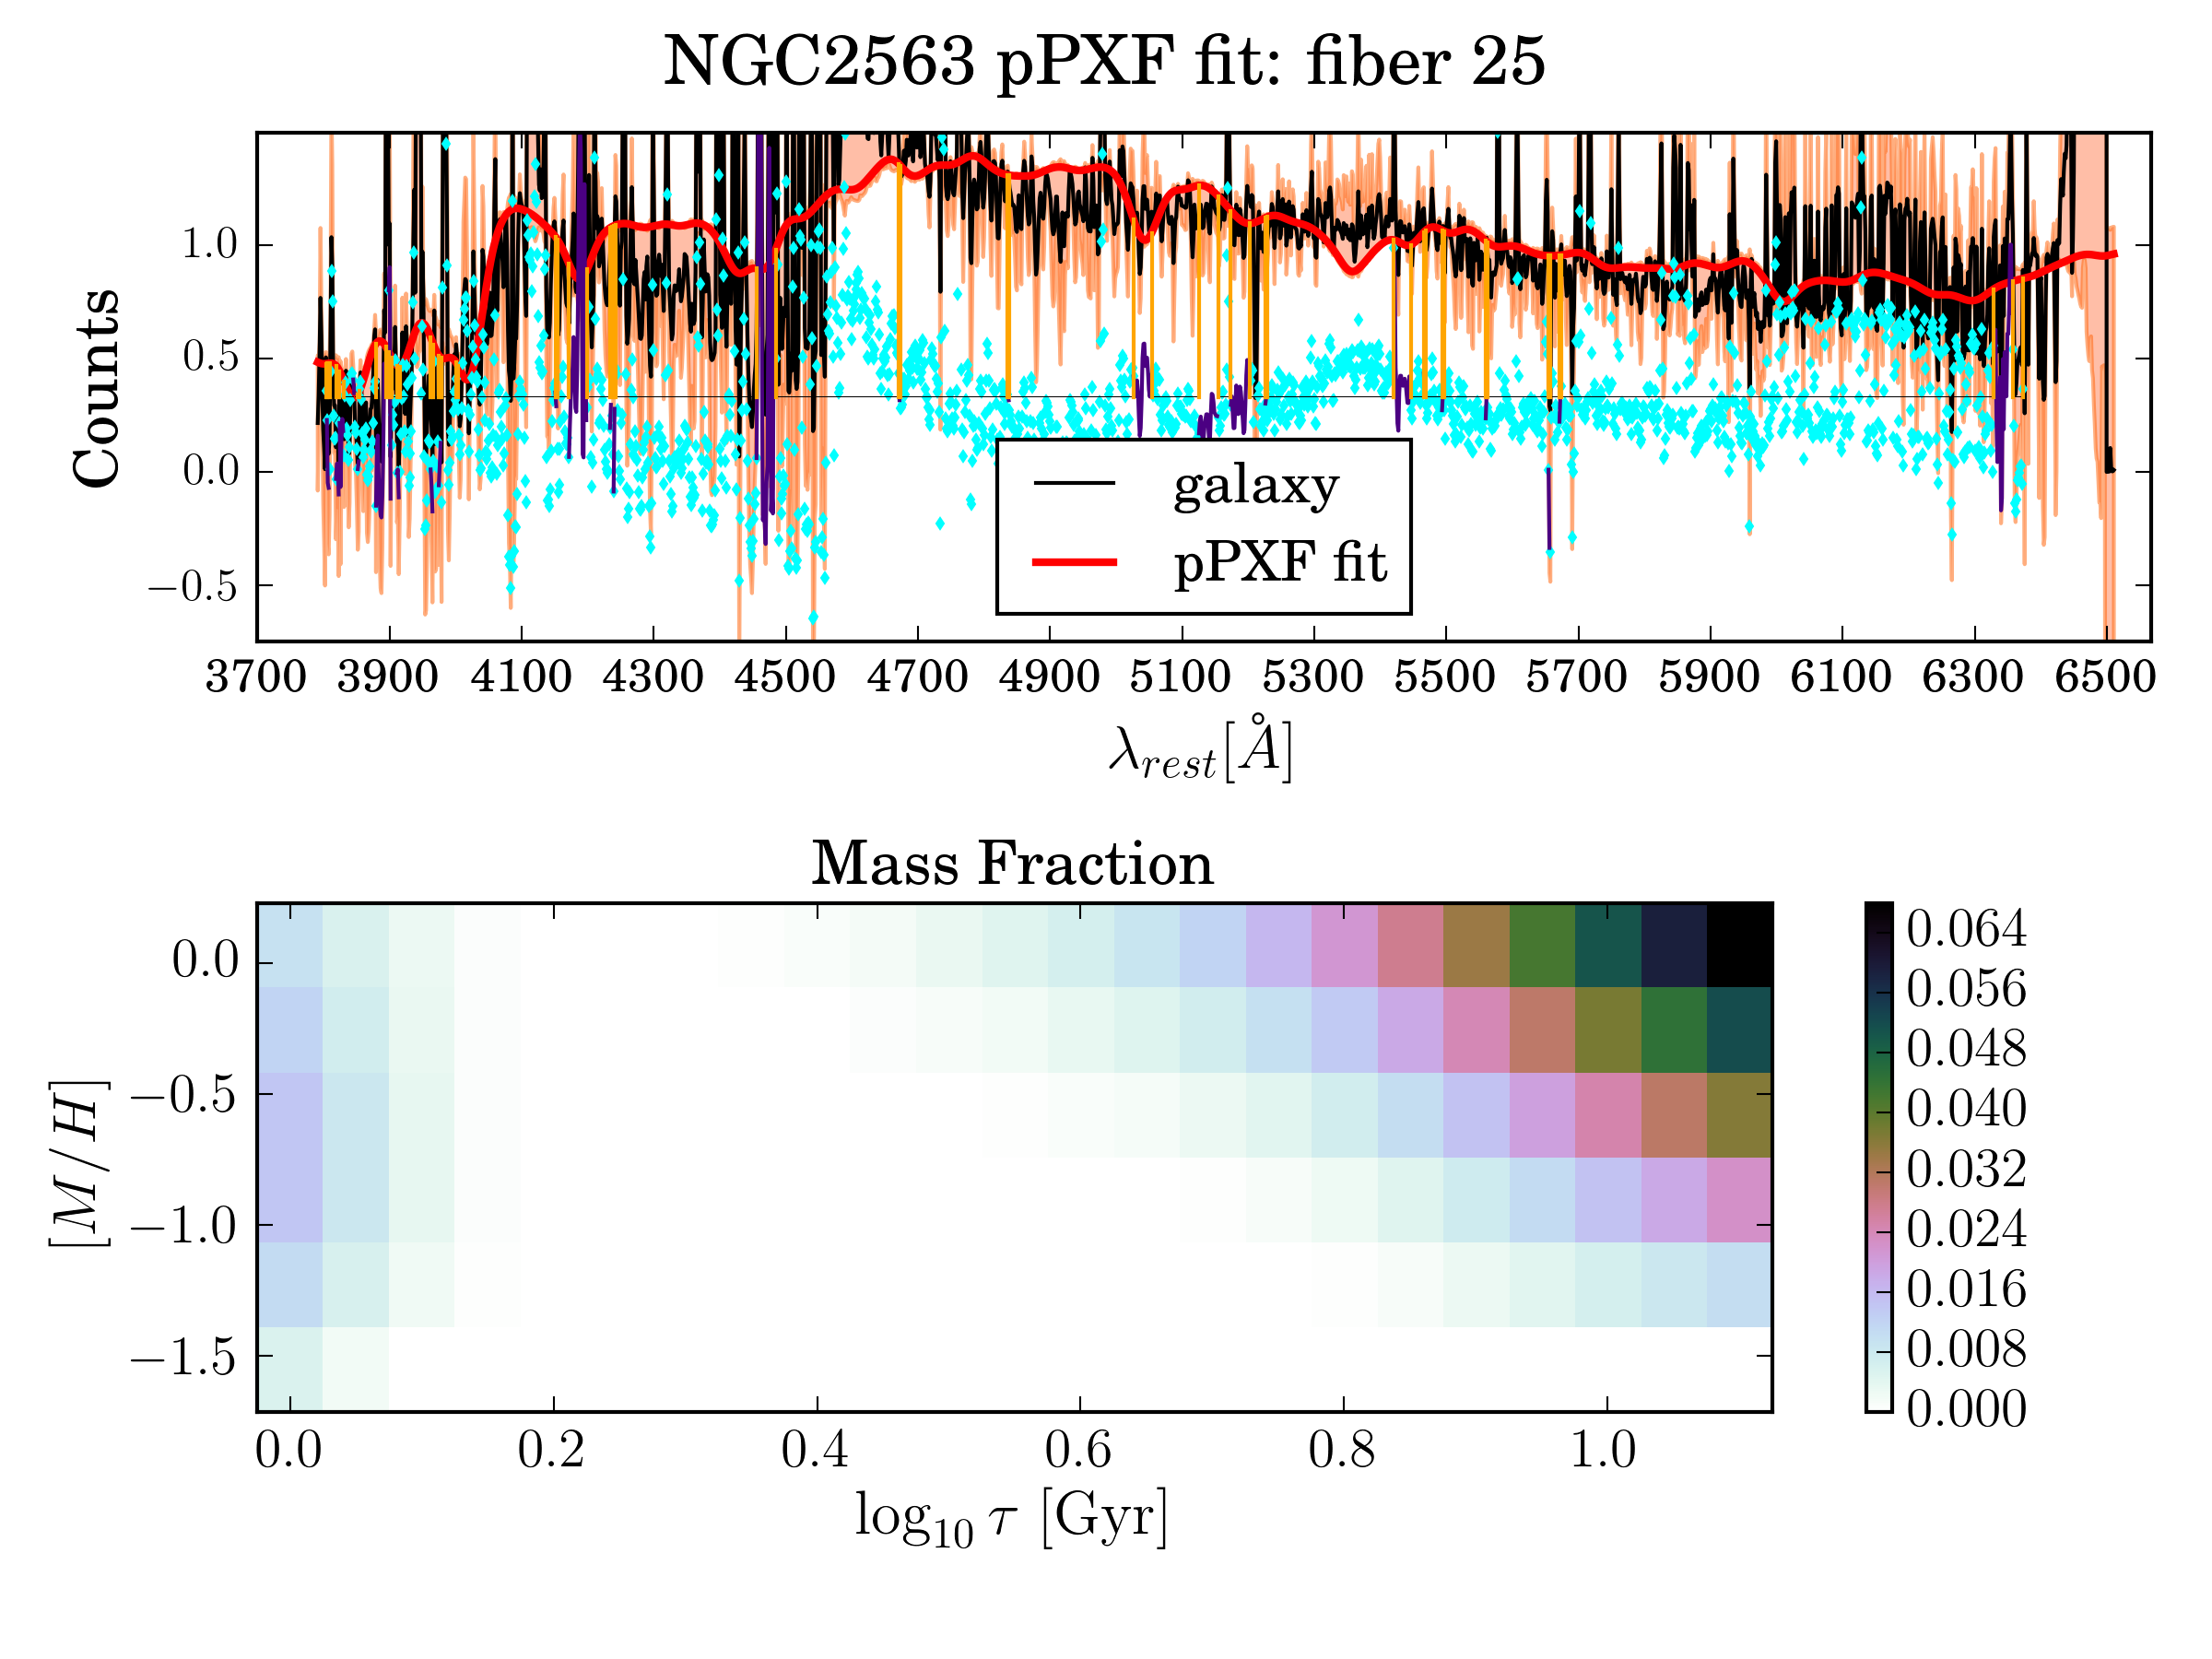 NGC2563 pPXF fit: fiber 25
Counts
1.0
0.5
0.0
−0.5
galaxy
pPXF fit
3700 3900 4100 4300 4500 4700 4900 5100 5300 5500 5700 5900 6100 6300 6500
λrest[Å]
Mass Fraction
[M/H]
0.0
−0.5
−1.0
−1.5
0.0 0.2 0.4 0.6 0.8 1.0
log10 τ [Gyr]
0.064
0.056
0.048
0.040
0.032
0.024
0.016
0.008
0.000